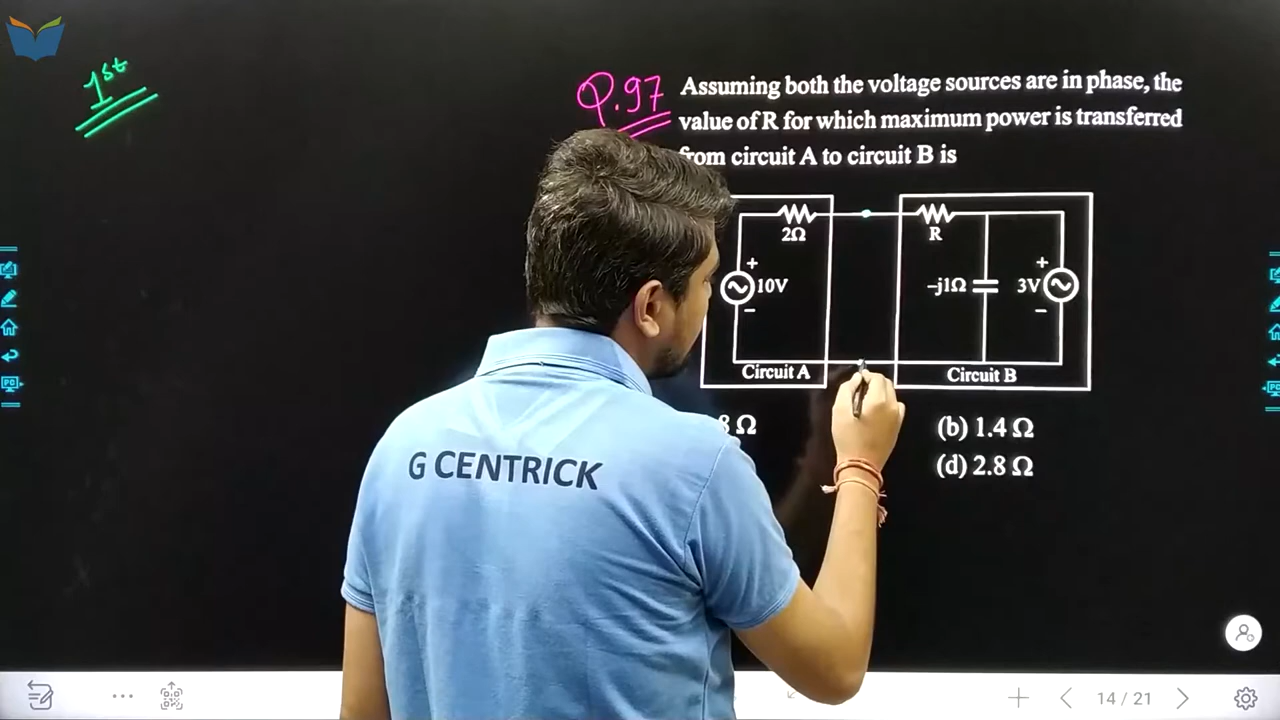 1st
Q.97 Assuming both the voltage sources are in phase, the
value of R for which maximum power is transferred
from circuit A to circuit B is
2Ω
R
+
10V
−
−j1Ω
+
3V
−
Circuit A
Circuit B
8 Ω
(b) 1.4 Ω
(d) 2.8 Ω
G CENTRICK
14 / 21